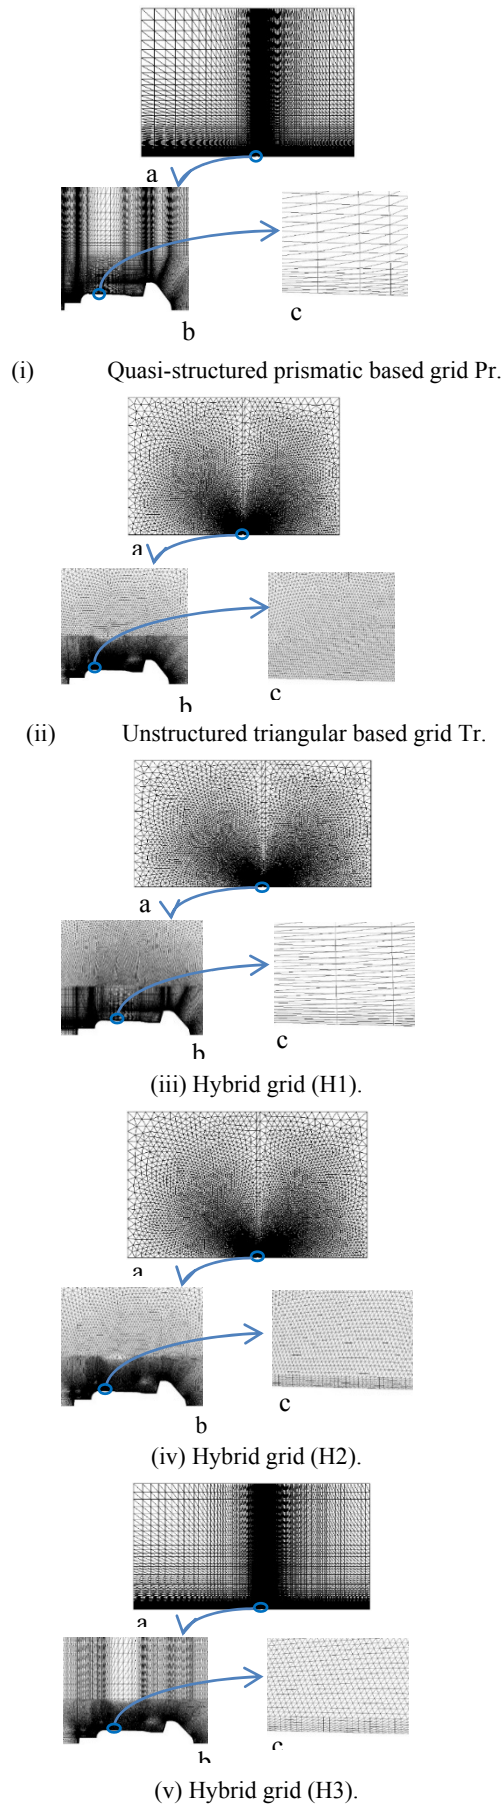 a
b
c
(i) Quasi-structured prismatic based grid Pr.
a
b
c
(ii) Unstructured triangular based grid Tr.
a
b
c
(iii) Hybrid grid (H1).
a
b
c
(iv) Hybrid grid (H2).
a
b
c
(v) Hybrid grid (H3).